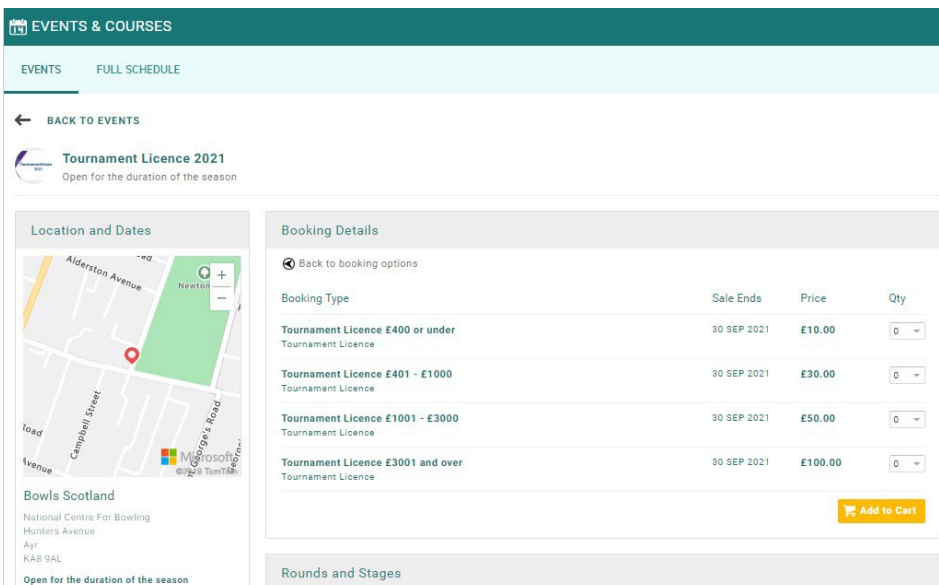 14 EVENTS & COURSES
EVENTS FULL SCHEDULE
BACK TO EVENTS
Tournament Licence 2021
Open for the duration of the season
2021
Location and Dates
Alderston Avenue
Newton
+
−
Campbell Street
Road
George's Road
Avenue
Microsoft
TomTom
Bowls Scotland
National Centre For Bowling
Hunters Avenue
Ayr
KA8 9AL
Open for the duration of the season
Booking Details
Back to booking options
Booking Type Sale Ends Price Qty
Tournament Licence £400 or under 30 SEP 2021 £10.00 0
Tournament Licence
Tournament Licence £401 - £1000 30 SEP 2021 £30.00 0
Tournament Licence
Tournament Licence £1001 - £3000 30 SEP 2021 £50.00 0
Tournament Licence
Tournament Licence £3001 and over 30 SEP 2021 £100.00 0
Tournament Licence
Add to Cart
Rounds and Stages